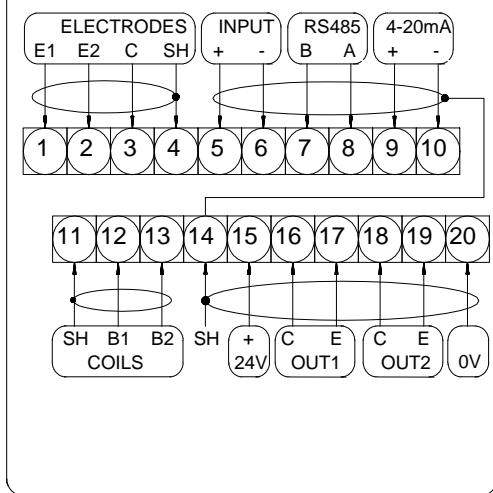 ELECTRODES INPUT RS485 4-20mA
E1 E2 C SH + - B A + -
1 2 3 4 5 6 7 8 9 10
11 12 13 14 15 16 17 18 19 20
SH B1 B2 SH + C E C E
COILS 24V OUT1 OUT2 0V